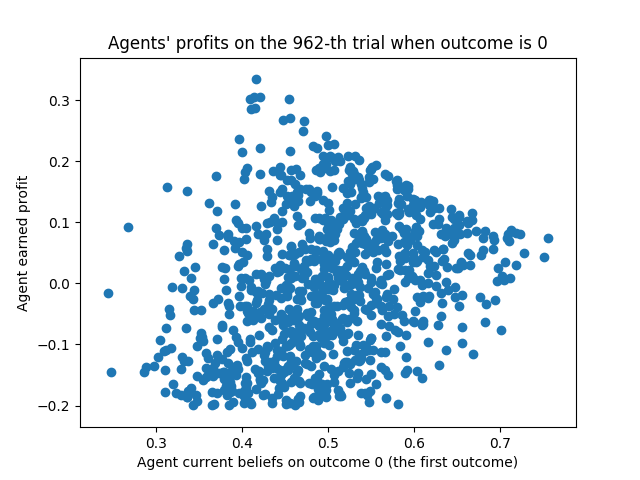 Agents' profits on the 962-th trial when outcome is 0
0.3
0.2
0.1
0.0
−0.1
−0.2
Agent earned profit
0.3 0.4 0.5 0.6 0.7
Agent current beliefs on outcome 0 (the first outcome)